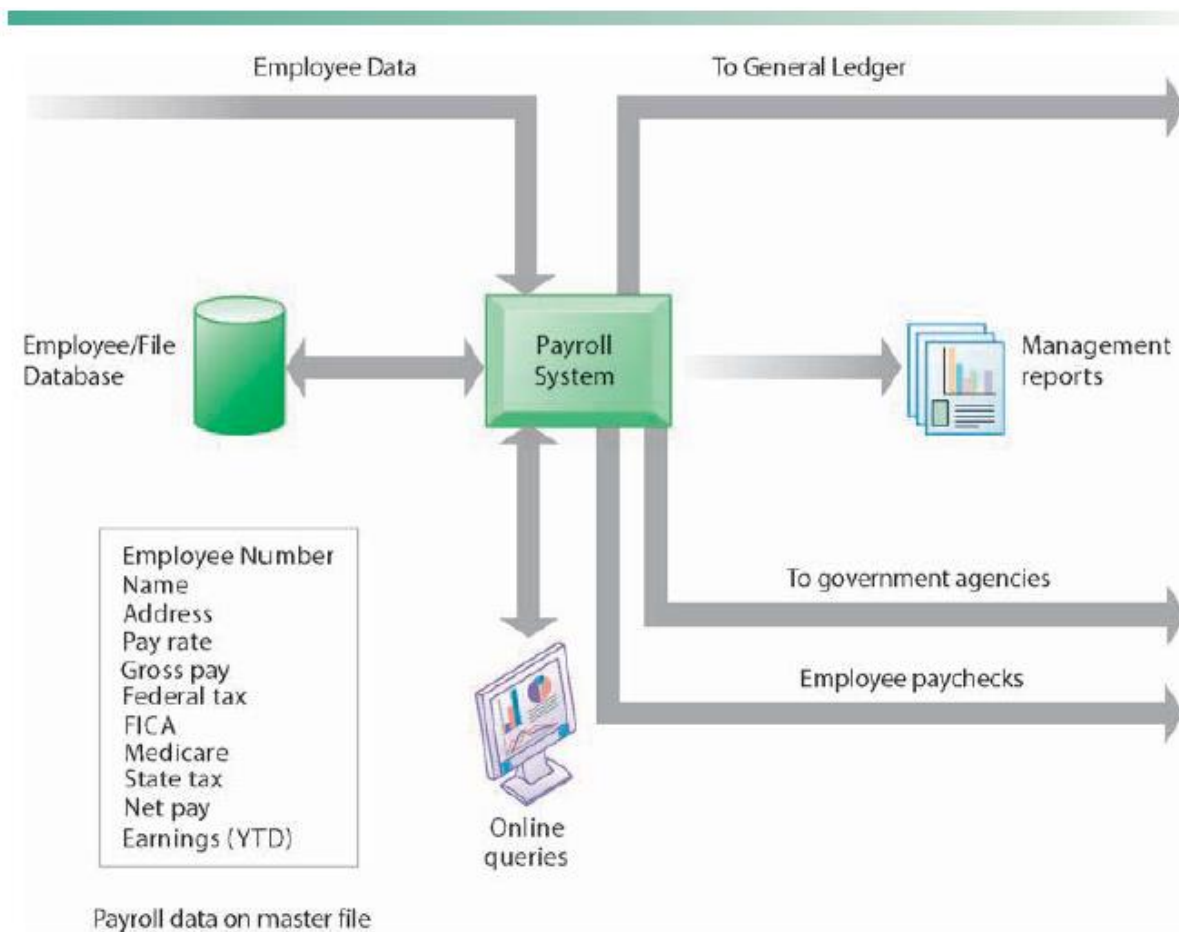 Employee Data
To General Ledger
Employee/File
Database
Payroll
System
Management
reports
Employee Number
Name
Address
Pay rate
Gross pay
Federal tax
FICA
Medicare
State tax
Net pay
Earnings (YTD)
To government agencies
Employee paychecks
Online
queries
Payroll data on master file